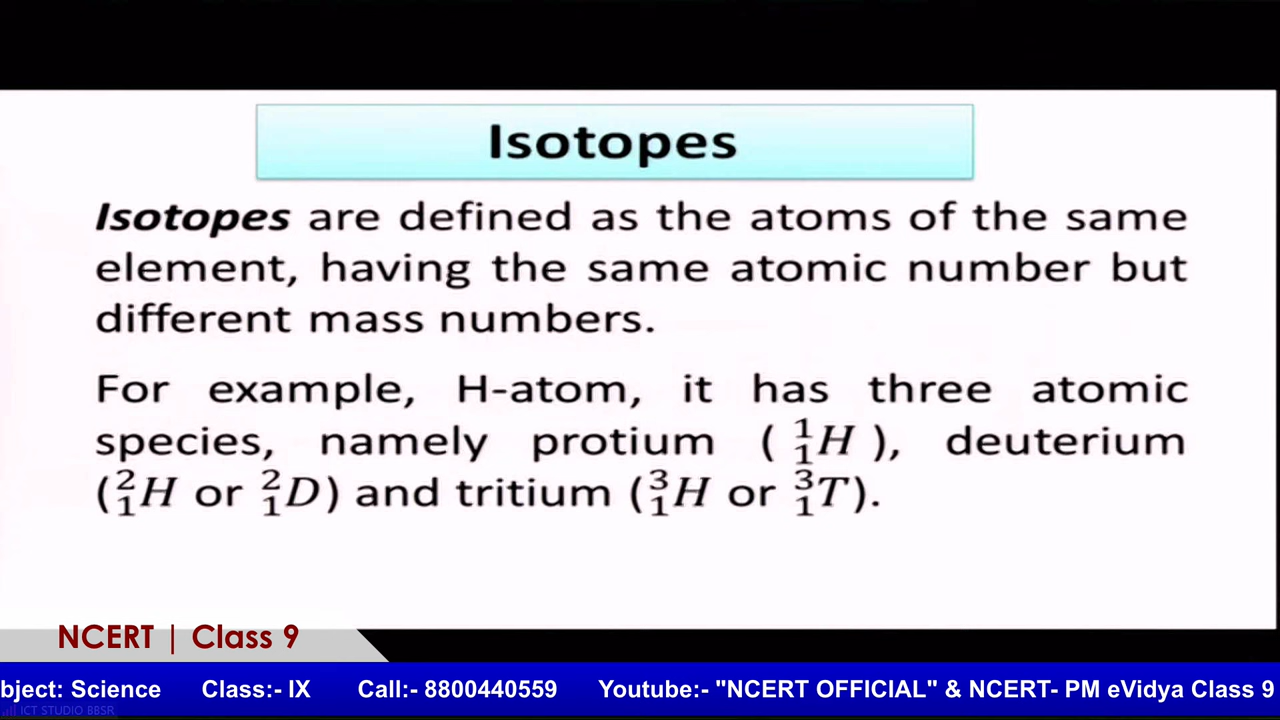 Isotopes
Isotopes are defined as the atoms of the same
element, having the same atomic number but
different mass numbers.
For example, H-atom, it has three atomic
species, namely protium ( ¹₁H ), deuterium
(²₁H or ²₁D) and tritium (³₁H or ³₁T).
NCERT | Class 9
bject: Science Class:- IX Call:- 8800440559 Youtube:- "NCERT OFFICIAL" & NCERT- PM eVidya Class 9
ICT STUDIO BBSR